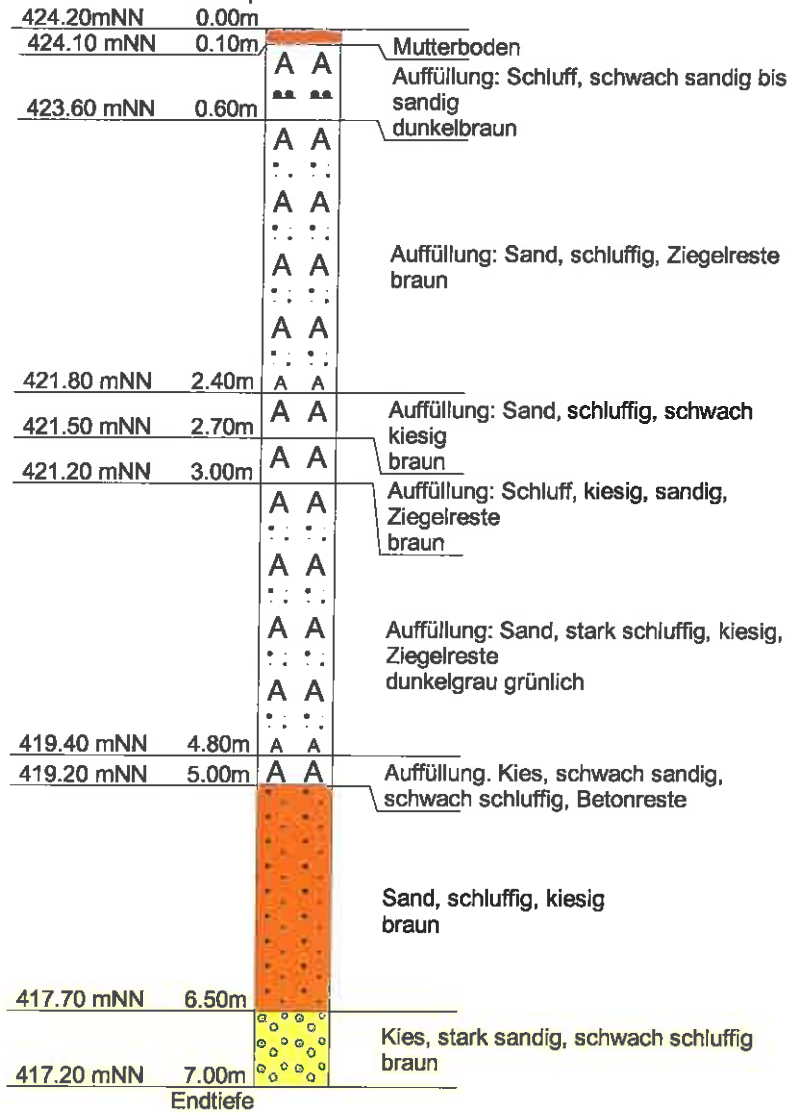 424.20mNN 0.00m
424.10 mNN 0.10m
Mutterboden
A A
Auffüllung: Schluff, schwach sandig bis
sandig
dunkelbraun
423.60 mNN 0.60m
A A
A A
Auffüllung: Sand, schluffig, Ziegelreste
braun
A A
A A
421.80 mNN 2.40m
A A
A A
Auffüllung: Sand, schluffig, schwach
kiesig
braun
421.50 mNN 2.70m
A A
421.20 mNN 3.00m
Auffüllung: Schluff, kiesig, sandig,
Ziegelreste
braun
A A
A A
A A
Auffüllung: Sand, stark schluffig, kiesig,
Ziegelreste
dunkelgrau grünlich
A A
419.40 mNN 4.80m
A A
419.20 mNN 5.00m
A A
Auffüllung. Kies, schwach sandig,
schwach schluffig, Betonreste
Sand, schluffig, kiesig
braun
417.70 mNN 6.50m
Kies, stark sandig, schwach schluffig
braun
417.20 mNN 7.00m
Endtiefe